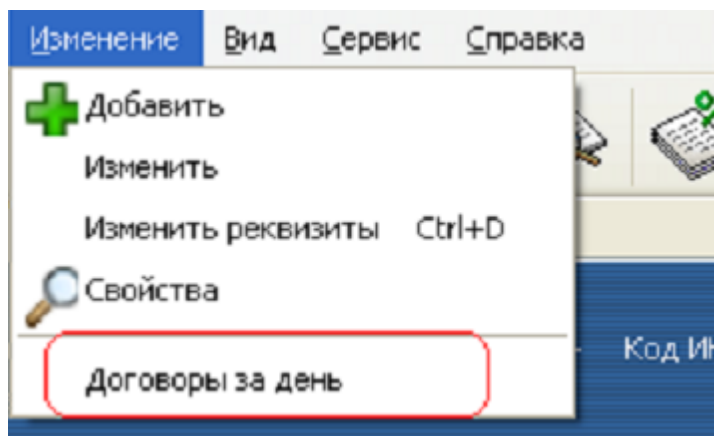 Изменение Вид Сервис Справка
Добавить
Изменить
Изменить реквизиты Ctrl+D
Свойства
Код
Договоры за день